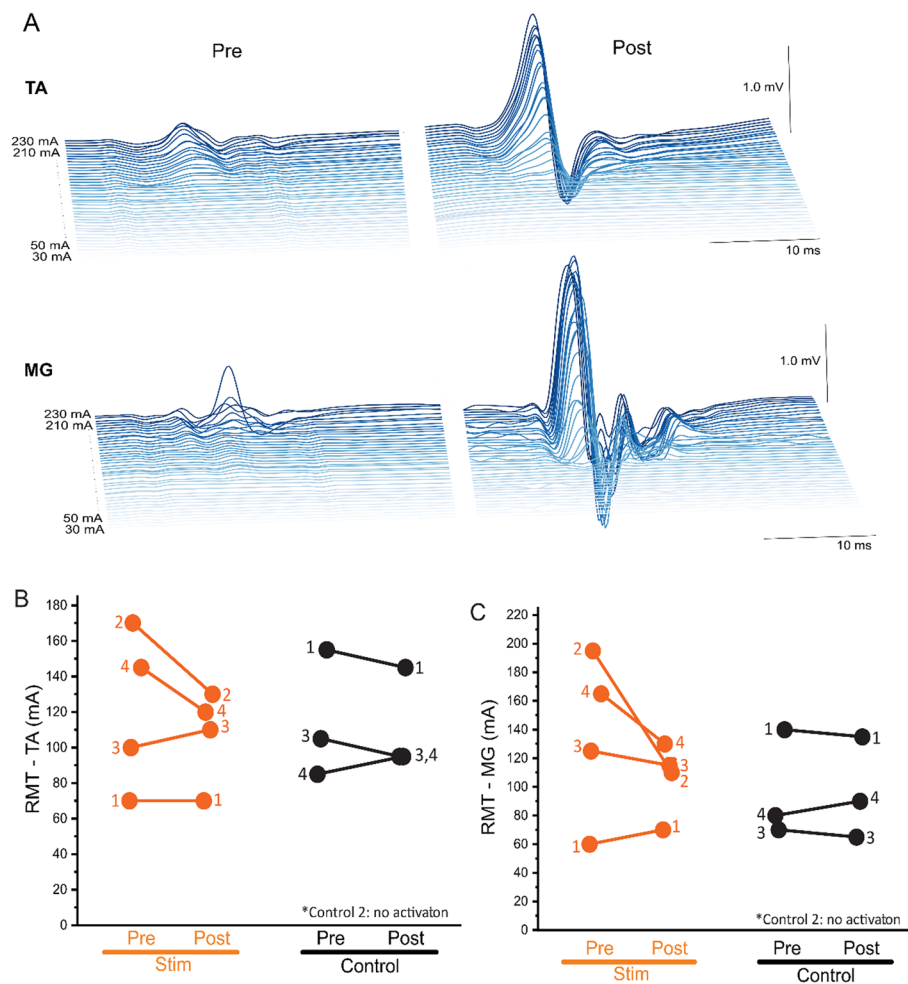 A
Pre
Post
TA
1.0 mV
230 mA
210 mA
50 mA
30 mA
10 ms
MG
1.0 mV
230 mA
210 mA
50 mA
30 mA
10 ms
B
RMT - TA (mA)
180
160
140
120
100
80
60
40
20
0
2
4
3
1
2
4
3
1
1
3
4
1
3,4
*Control 2: no activaton
Pre Post Pre Post
Stim Control
C
RMT - MG (mA)
220
200
180
160
140
120
100
80
60
40
20
0
2
4
3
1
4
3
2
1
1
4
3
1
4
3
*Control 2: no activaton
Pre Post Pre Post
Stim Control